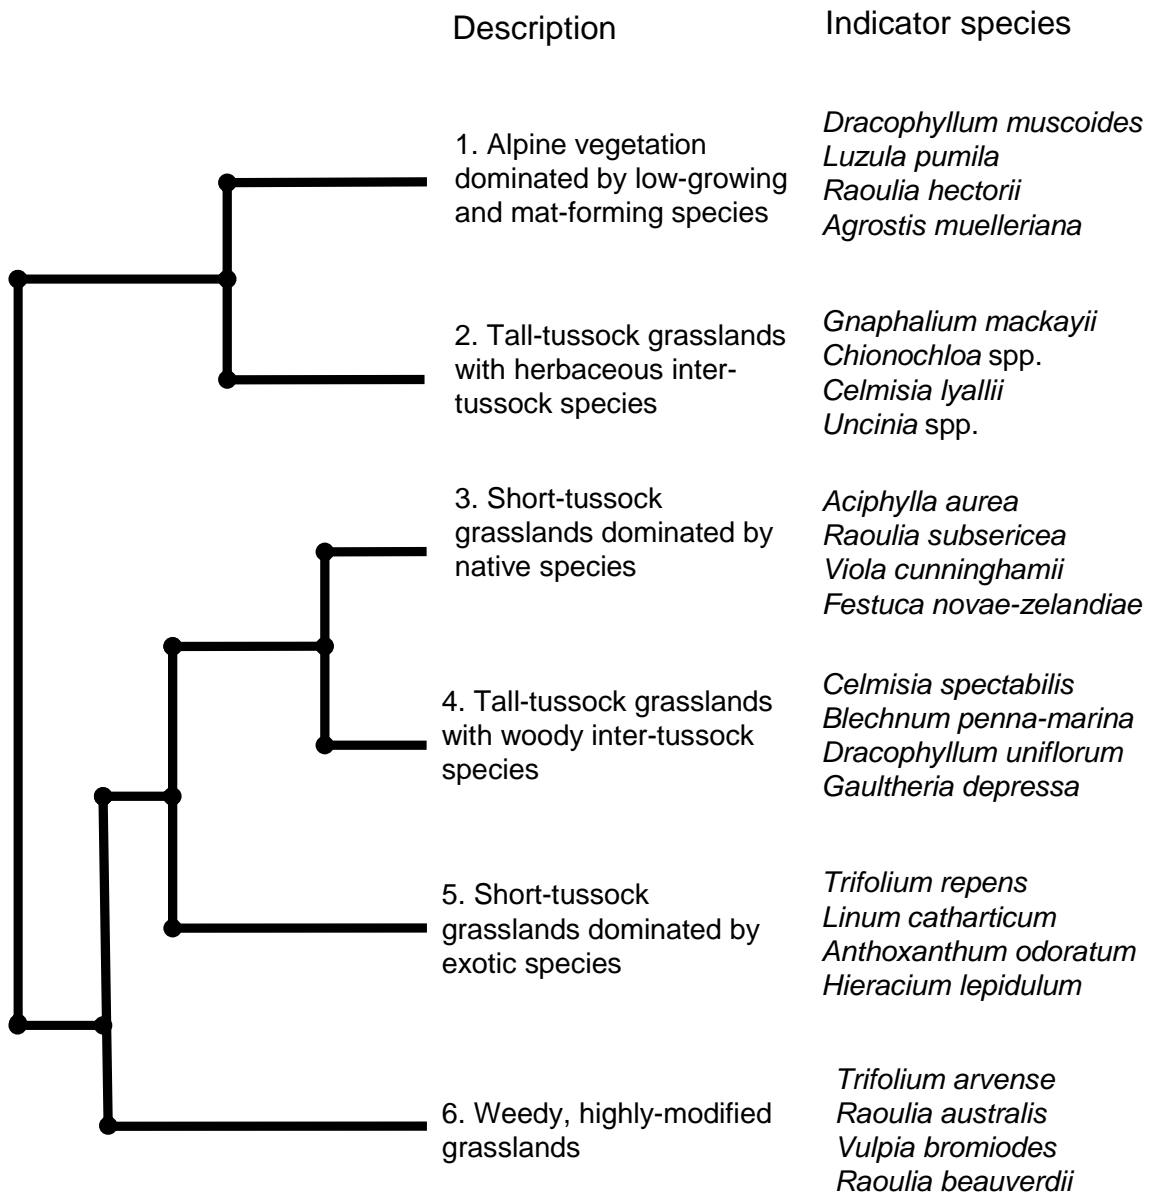 Description
Indicator species
1. Alpine vegetation
dominated by low-growing
and mat-forming species
Dracophyllum muscoides
Luzula pumila
Raoulia hectorii
Agrostis muelleriana
2. Tall-tussock grasslands
with herbaceous inter-
tussock species
Gnaphalium mackayii
Chionochloa spp.
Celmisia lyallii
Uncinia spp.
3. Short-tussock
grasslands dominated by
native species
Aciphylla aurea
Raoulia subsericea
Viola cunninghamii
Festuca novae-zelandiae
4. Tall-tussock grasslands
with woody inter-tussock
species
Celmisia spectabilis
Blechnum penna-marina
Dracophyllum uniflorum
Gaultheria depressa
5. Short-tussock
grasslands dominated by
exotic species
Trifolium repens
Linum catharticum
Anthoxanthum odoratum
Hieracium lepidulum
6. Weedy, highly-modified
grasslands
Trifolium arvense
Raoulia australis
Vulpia bromiodes
Raoulia beauverdii